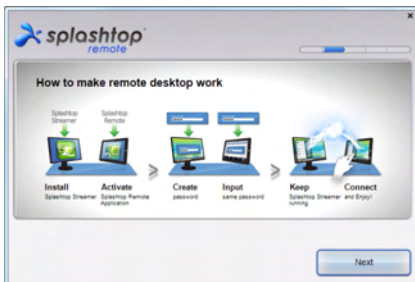 ×
splashtop
remote
How to make remote desktop work
Splashtop Streamer
Splashtop Remote
Install
Splashtop Streamer
Activate
Splashtop Remote Application
Create
password
Input
same password
Keep
Splashtop Streamer running
Connect
and Enjoy!
Next